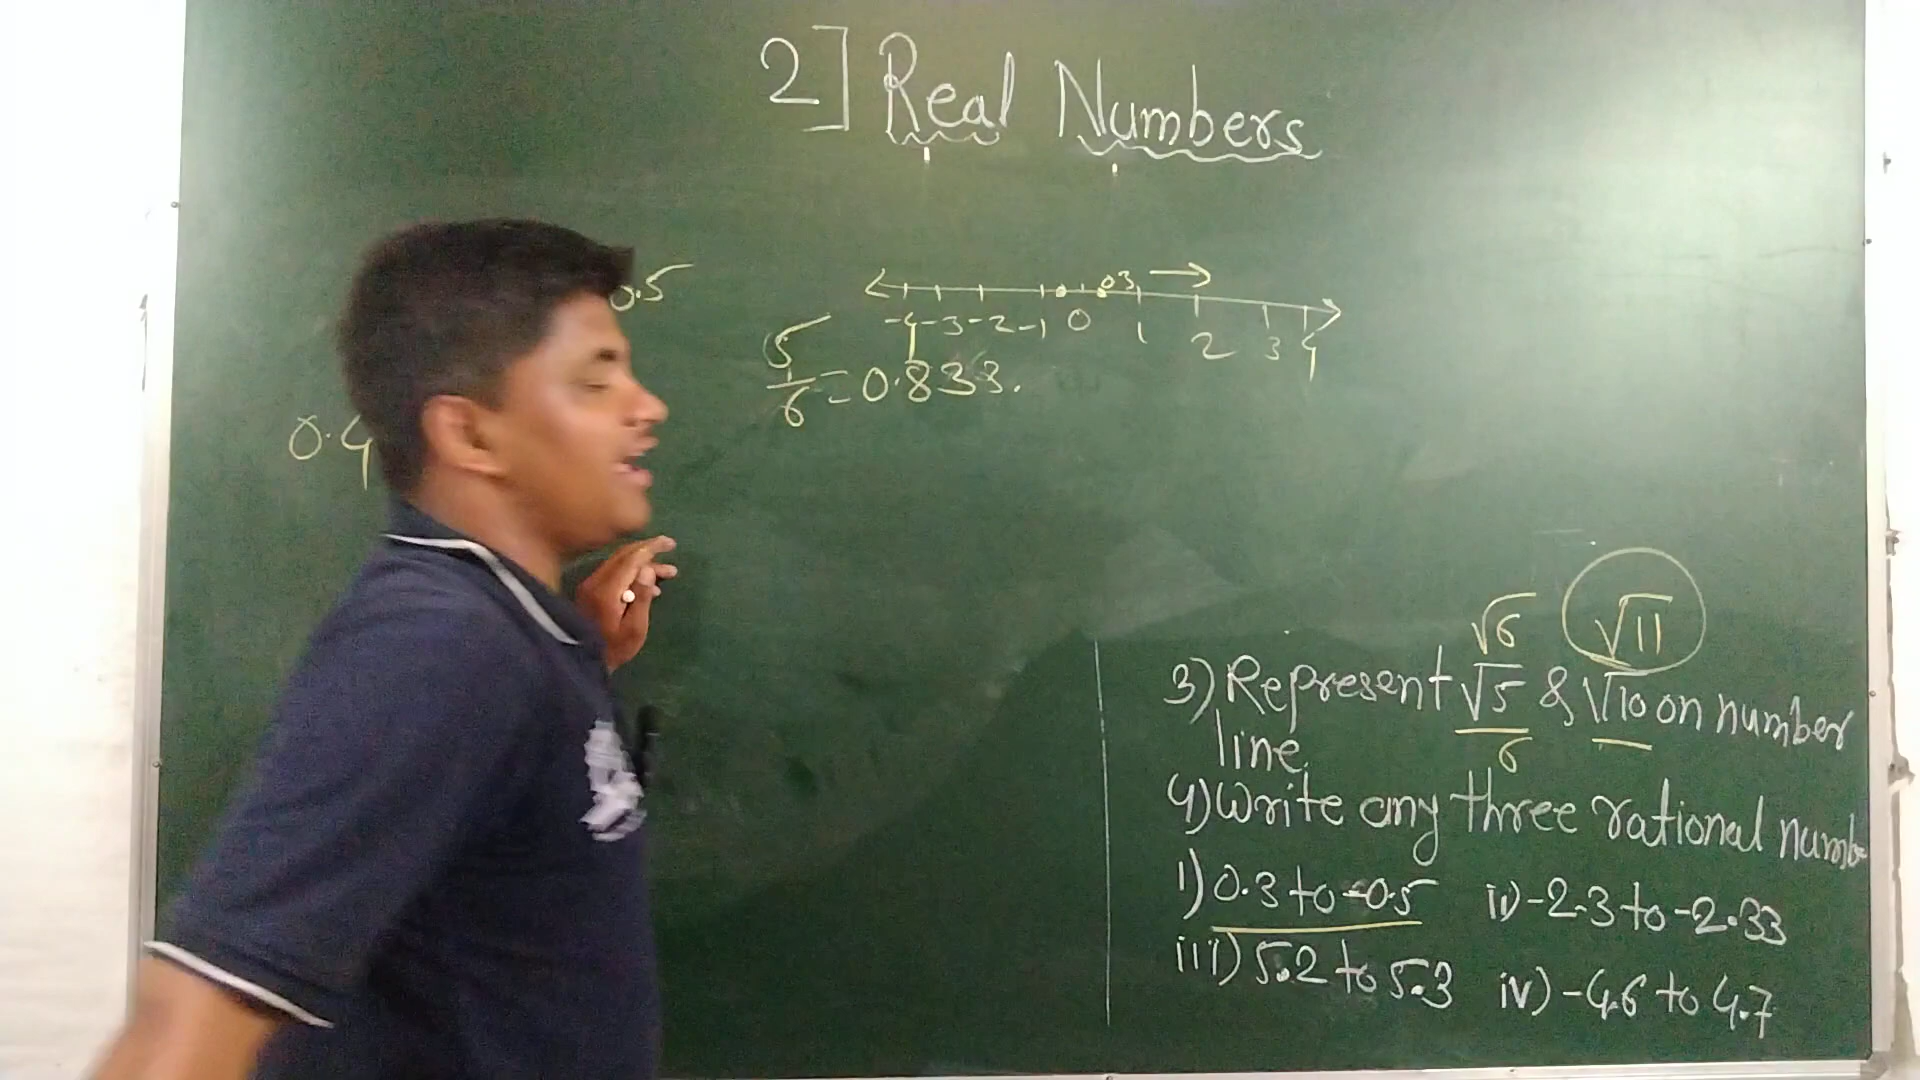 2] Real Numbers
0.5
0 3
-4 -3 -2 -1 0 1 2 3 4
5/6 = 0.833.
0.4
√6 √11
3) Represent √5 & √10 on number
line. 6
4) Write any three rational numbe
i) 0.3 to -0.5 ii) -2.3 to -2.33
iii) 5.2 to 5.3 iv) -4.6 to 4.7